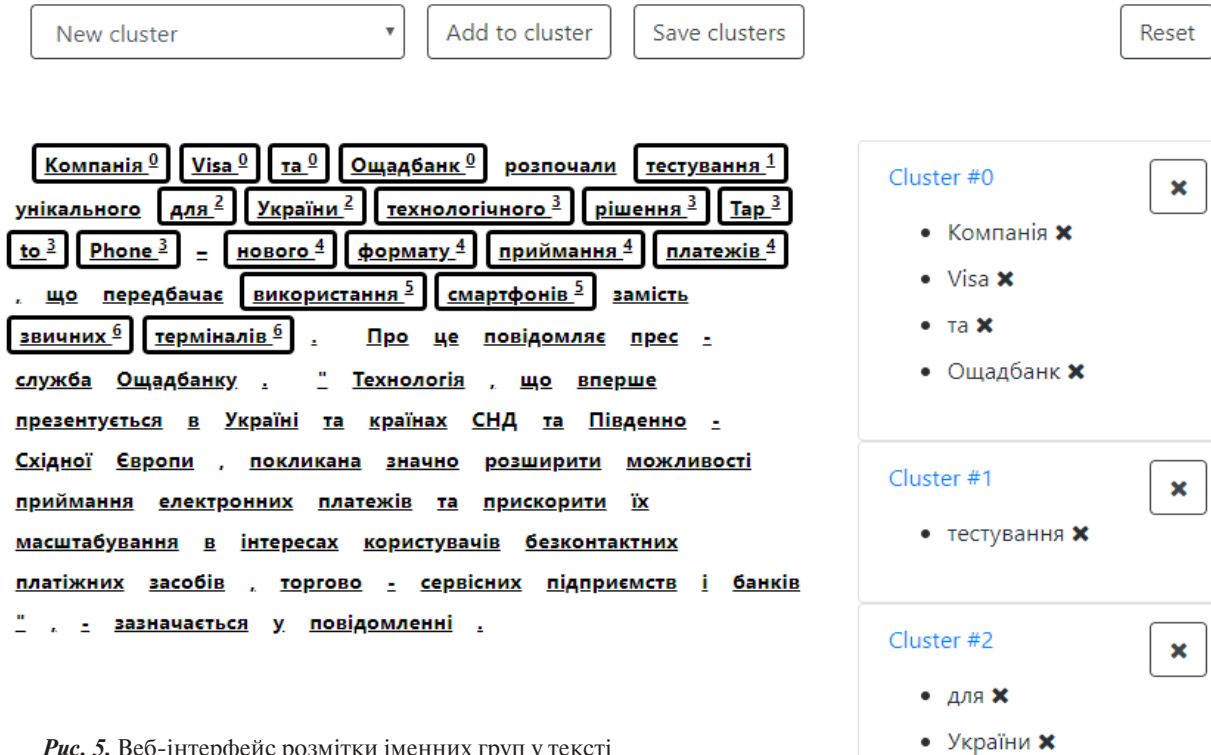 New cluster ▾ Add to cluster Save clusters Reset
Компанія 0 Visa 0 та 0 Ощадбанк 0 розпочали тестування 1
унікального для 2 України 2 технологічного 3 рішення 3 Tap 3
to 3 Phone 3 – нового 4 формату 4 приймання 4 платежів 4
, що передбачає використання 5 смартфонів 5 замість
звичних 6 терміналів 6 . Про це повідомляє прес -
служба Ощадбанку . " Технологія , що вперше
презентується в Україні та країнах СНД та Південно -
Східної Європи , покликана значно розширити можливості
приймання електронних платежів та прискорити їх
масштабування в інтересах користувачів безконтактних
платіжних засобів , торгово - сервісних підприємств і банків
" , - зазначається у повідомленні .
Cluster #0 ✖
• Компанія ✖
• Visa ✖
• та ✖
• Ощадбанк ✖
Cluster #1 ✖
• тестування ✖
Cluster #2 ✖
• для ✖
• України ✖
Рис. 5. Веб-інтерфейс розмітки іменних груп у тексті